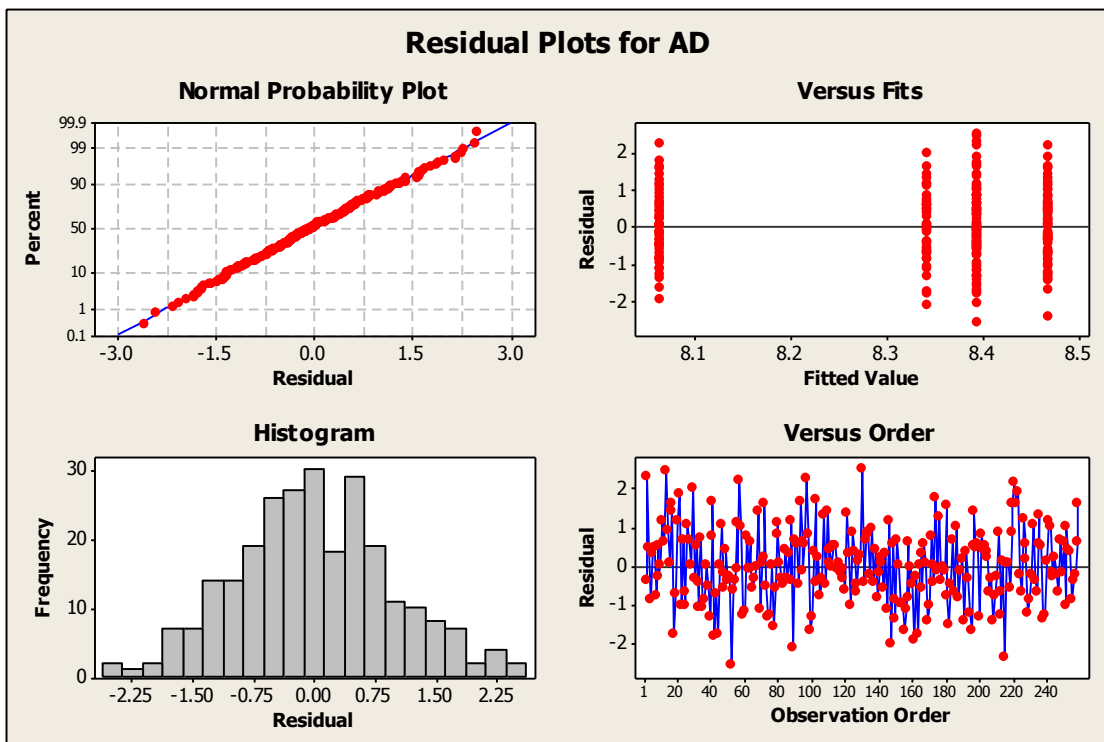 Residual Plots for AD
Normal Probability Plot
Percent
99.9
99
90
50
10
1
0.1
-3.0 -1.5 0.0 1.5 3.0
Residual
Versus Fits
Residual
2
1
0
-1
-2
8.1 8.2 8.3 8.4 8.5
Fitted Value
Histogram
Frequency
30
20
10
0
-2.25 -1.50 -0.75 0.00 0.75 1.50 2.25
Residual
Versus Order
Residual
2
1
0
-1
-2
1 20 40 60 80 100 120 140 160 180 200 220 240
Observation Order